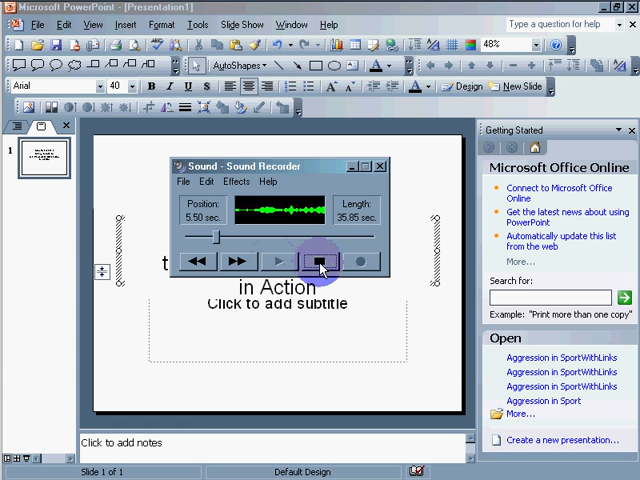 Microsoft PowerPoint - [Presentation1]
File Edit View Insert Format Tools Slide Show Window Help
Type a question for help
48%
AutoShapes
Arial 40 B I U S Design New Slide
1
Sound - Sound Recorder
File Edit Effects Help
Position:
5.50 sec.
Length:
35.85 sec.
in Action
Click to add subtitle
Click to add notes
Slide 1 of 1 Default Design
Getting Started
Microsoft Office Online
Connect to Microsoft Office
Online
Get the latest news about using
PowerPoint
Automatically update this list
from the web
More...
Search for:
Example: "Print more than one copy"
Open
Aggression in SportWithLinks
Aggression in SportWithLinks
Aggression in SportWithLinks
Aggression in Sport
More...
Create a new presentation...